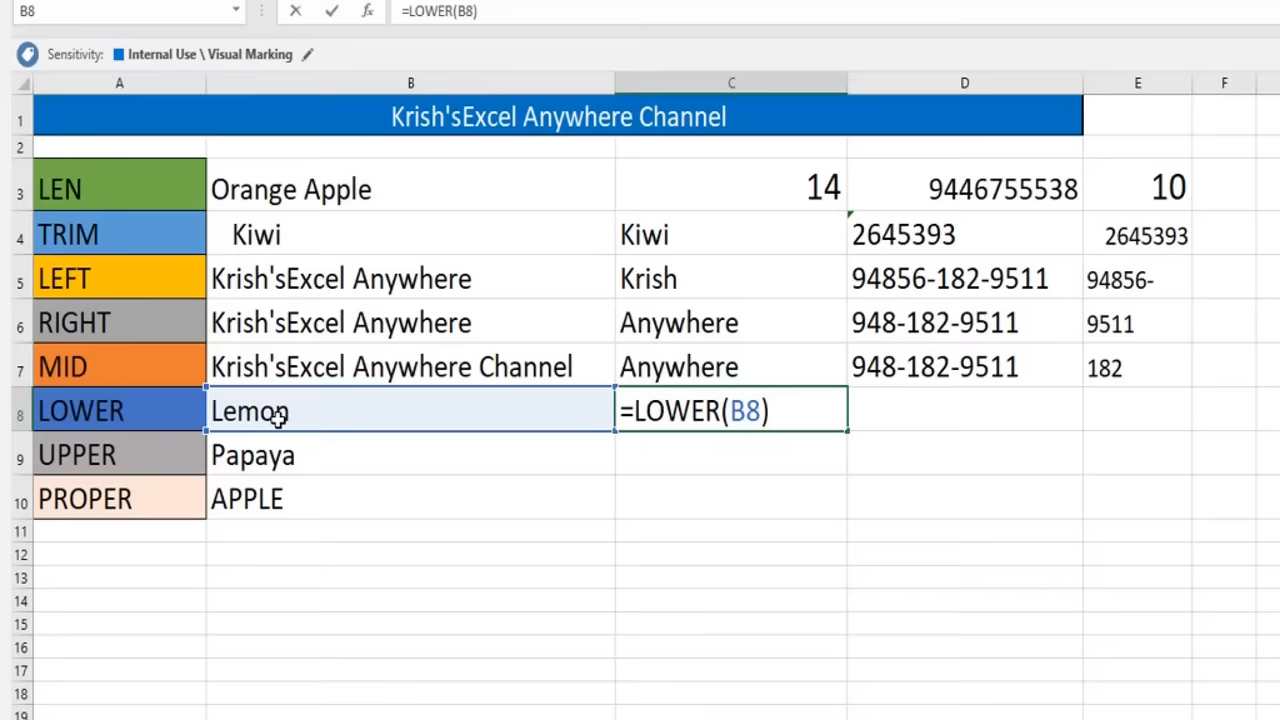 B8 fx =LOWER(B8)
Sensitivity: Internal Use \ Visual Marking
A B C D E F
1 Krish'sExcel Anywhere Channel
2
3 LEN Orange Apple 14 9446755538 10
4 TRIM Kiwi Kiwi 2645393 2645393
5 LEFT Krish'sExcel Anywhere Krish 94856-182-9511 94856-
6 RIGHT Krish'sExcel Anywhere Anywhere 948-182-9511 9511
7 MID Krish'sExcel Anywhere Channel Anywhere 948-182-9511 182
8 LOWER Lemon =LOWER(B8)
9 UPPER Papaya
10 PROPER APPLE
11
12
13
14
15
16
17
18
19